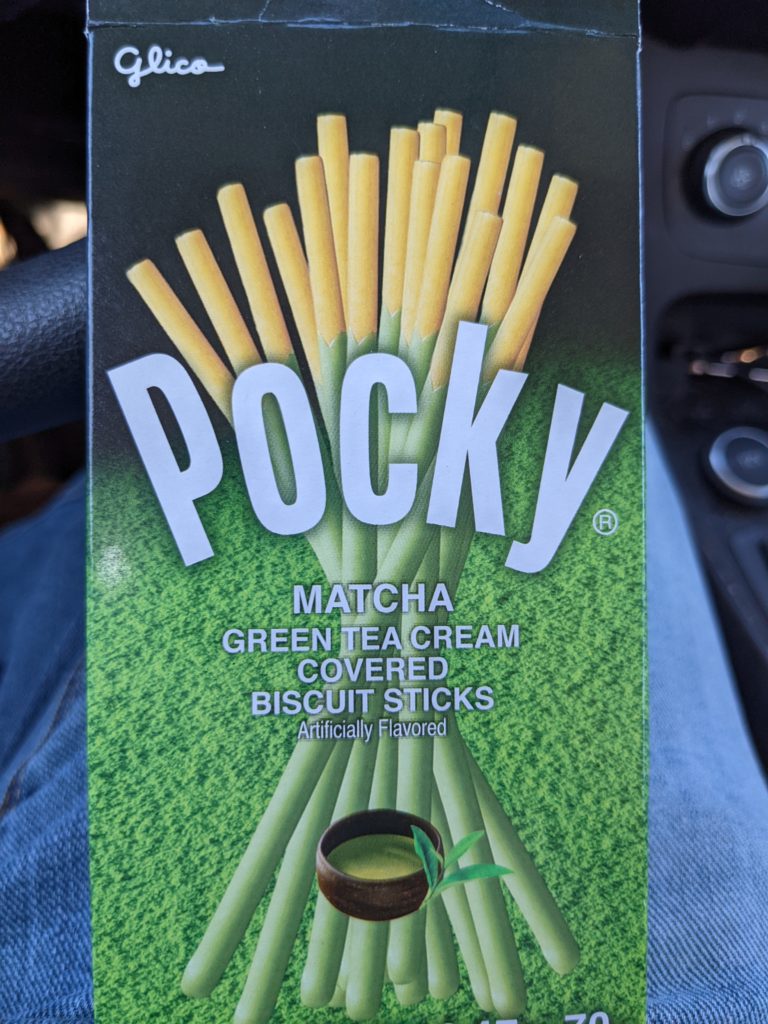 Glico
Pocky®
MATCHA
GREEN TEA CREAM
COVERED
BISCUIT STICKS
Artificially Flavored